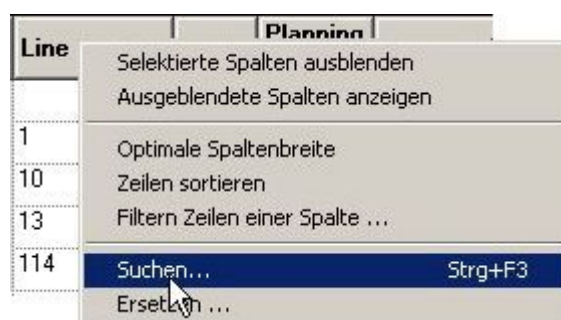 Line
Planning
Selektierte Spalten ausblenden
Ausgeblendete Spalten anzeigen
1
Optimale Spaltenbreite
10
Zeilen sortieren
13
Filtern Zeilen einer Spalte ...
114
Suchen... Strg+F3
Ersetzen ...